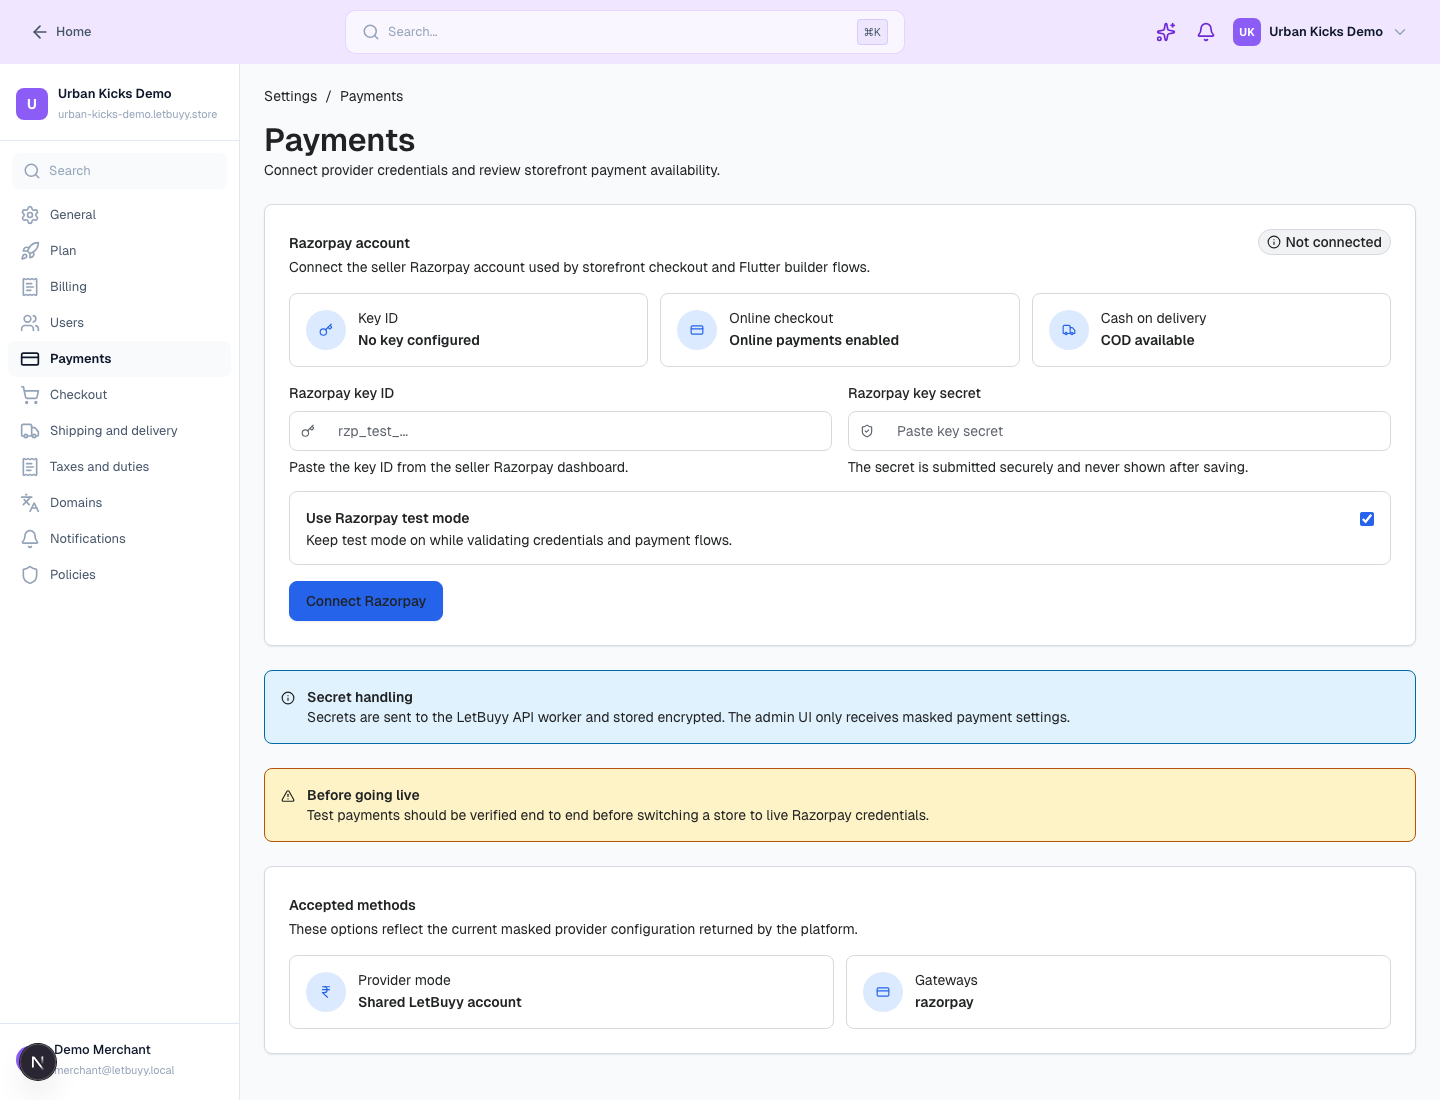 Home
Search...
⌘K
UK
Urban Kicks Demo
U
Urban Kicks Demo
urban-kicks-demo.letbuyy.store
Search
General
Plan
Billing
Users
Payments
Checkout
Shipping and delivery
Taxes and duties
Domains
Notifications
Policies
Demo Merchant
merchant@letbuyy.local
N
Settings / Payments
Payments
Connect provider credentials and review storefront payment availability.
Razorpay account
Not connected
Connect the seller Razorpay account used by storefront checkout and Flutter builder flows.
Key ID
No key configured
Online checkout
Online payments enabled
Cash on delivery
COD available
Razorpay key ID
rzp_test_...
Paste the key ID from the seller Razorpay dashboard.
Razorpay key secret
Paste key secret
The secret is submitted securely and never shown after saving.
Use Razorpay test mode
Keep test mode on while validating credentials and payment flows.
Connect Razorpay
Secret handling
Secrets are sent to the LetBuyy API worker and stored encrypted. The admin UI only receives masked payment settings.
Before going live
Test payments should be verified end to end before switching a store to live Razorpay credentials.
Accepted methods
These options reflect the current masked provider configuration returned by the platform.
₹
Provider mode
Shared LetBuyy account
Gateways
razorpay